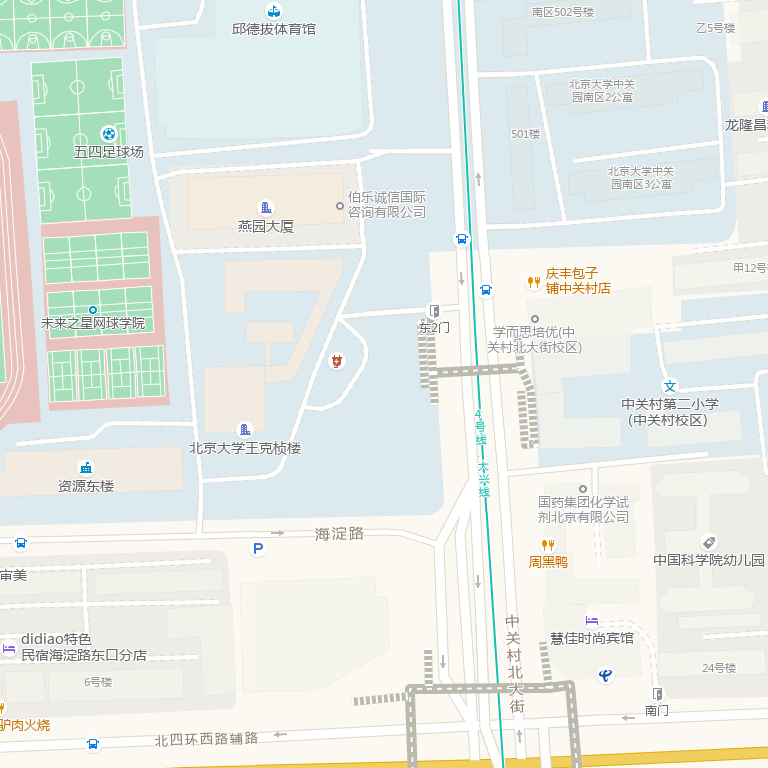 南区502号楼
邱德拔体育馆
乙5号楼
北京大学中关
园南区2公寓
龙隆昌
501楼
五四足球场
北京大学中关
园南区3公寓
伯乐诚信国际
咨询有限公司
燕园大厦
甲12号
庆丰包子
铺中关村店
未来之星网球学院
东2门
学而思培优(中
关村北大街校区)
中关村第二小学
(中关村校区)
4号线·大兴线
北京大学王克桢楼
资源东楼
国药集团化学试
剂北京有限公司
海淀路
P
周黑鸭
中国科学院幼儿园
审美
didiao特色
民宿海淀路东口分店
慧佳时尚宾馆
中关村北大街
24号楼
6号楼
南门
驴肉火烧
北四环西路辅路
文